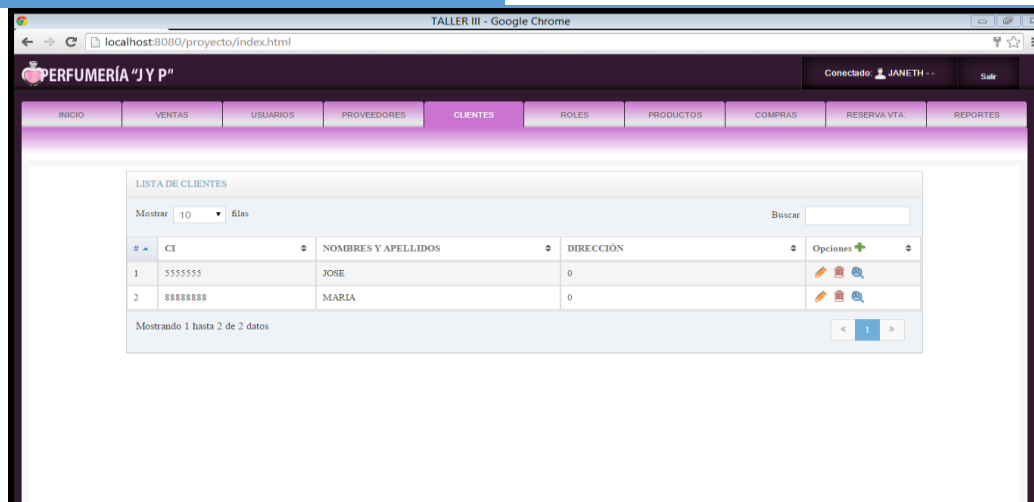 TALLER III - Google Chrome
localhost:8080/proyecto/index.html
PERFUMERÍA "J Y P"
Conectado: JANETH - -
Salir
INICIO VENTAS USUARIOS PROVEEDORES CLIENTES ROLES PRODUCTOS COMPRAS RESERVA VTA. REPORTES
LISTA DE CLIENTES
Mostrar 10 filas Buscar
# CI NOMBRES Y APELLIDOS DIRECCIÓN Opciones
1 5555555 JOSE 0
2 88888888 MARIA 0
Mostrando 1 hasta 2 de 2 datos « 1 »